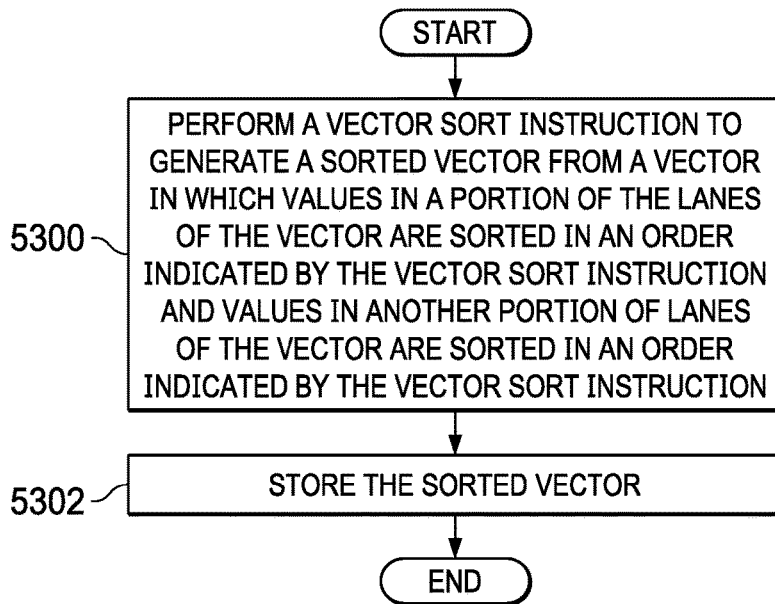 START
PERFORM A VECTOR SORT INSTRUCTION TO
GENERATE A SORTED VECTOR FROM A VECTOR
IN WHICH VALUES IN A PORTION OF THE LANES
OF THE VECTOR ARE SORTED IN AN ORDER
5300
INDICATED BY THE VECTOR SORT INSTRUCTION
AND VALUES IN ANOTHER PORTION OF LANES
OF THE VECTOR ARE SORTED IN AN ORDER
INDICATED BY THE VECTOR SORT INSTRUCTION
5302
STORE THE SORTED VECTOR
END